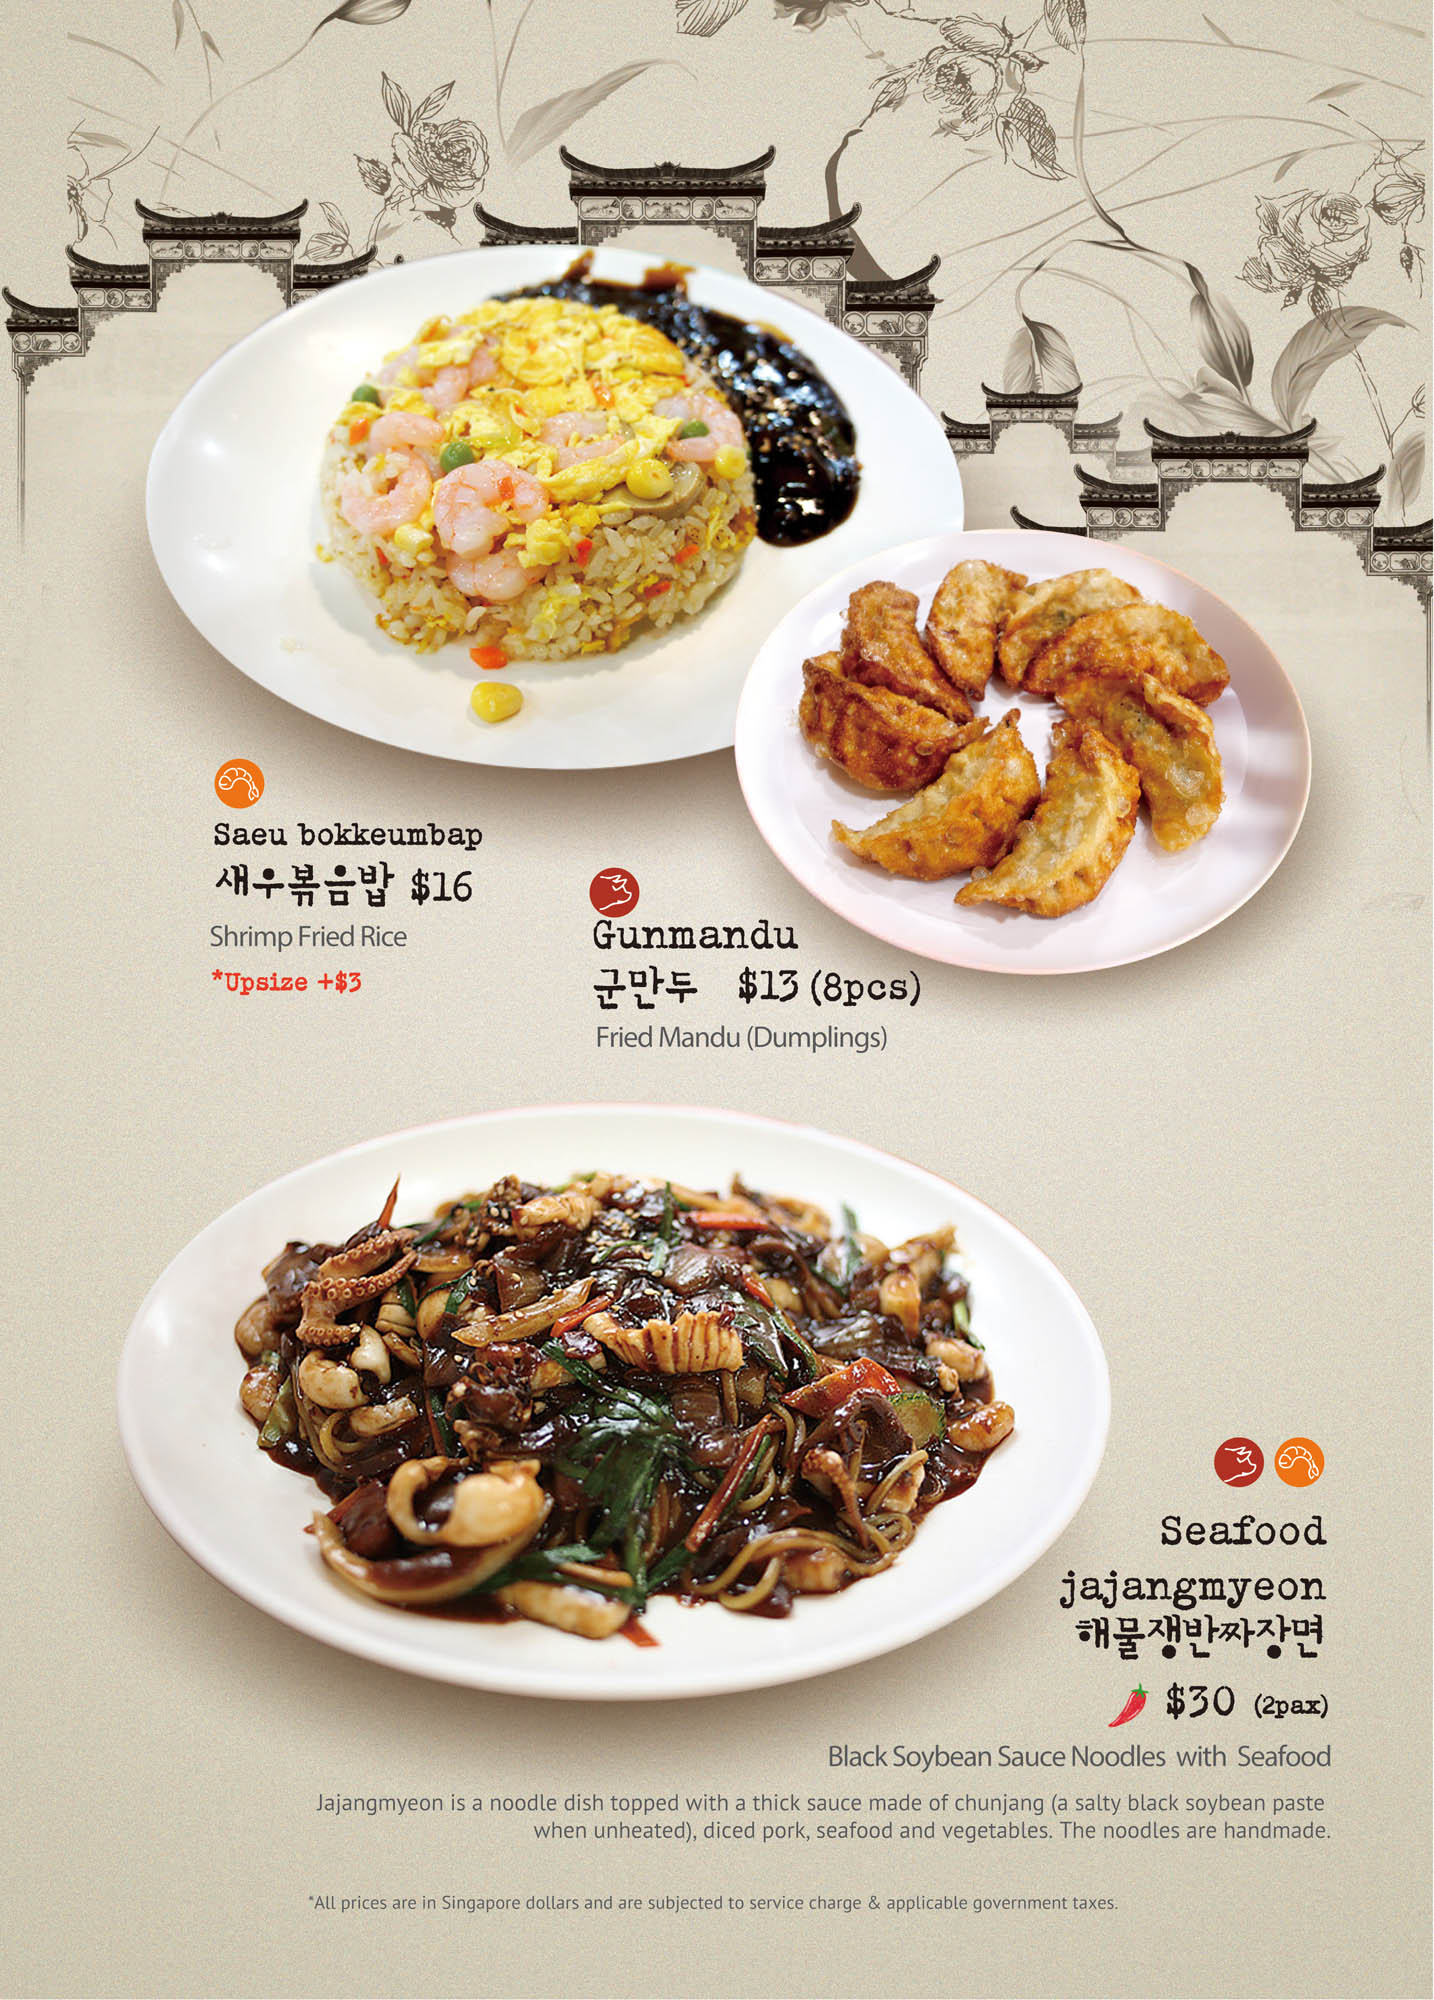 Saeu bokkeumbap
새우볶음밥 $16
Shrimp Fried Rice
*Upsize +$3
Gunmandu
군만두 $13 (8pcs)
Fried Mandu (Dumplings)
Seafood
jajangmyeon
해물쟁반짜장면
$30 (2pax)
Black Soybean Sauce Noodles with Seafood
Jajangmyeon is a noodle dish topped with a thick sauce made of chunjang (a salty black soybean paste
when unheated), diced pork, seafood and vegetables. The noodles are handmade.
*All prices are in Singapore dollars and are subjected to service charge & applicable government taxes.